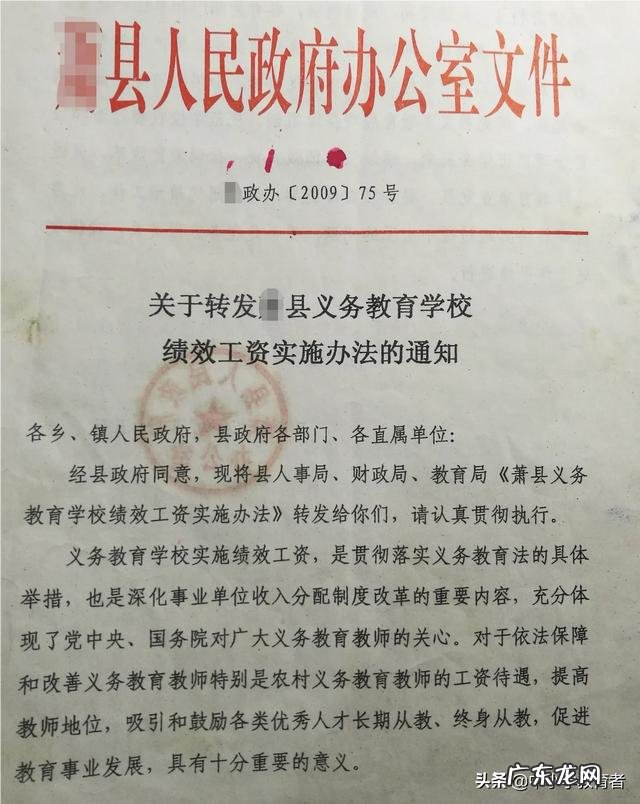 县人民政府办公室文件
政办〔2009〕75号
关于转发 县义务教育学校
绩效工资实施办法的通知
各乡、镇人民政府，县政府各部门、各直属单位：
经县政府同意，现将县人事局、财政局、教育局《萧县义务
教育学校绩效工资实施办法》转发给你们，请认真贯彻执行。
义务教育学校实施绩效工资，是贯彻落实义务教育法的具体
举措，也是深化事业单位收入分配制度改革的重要内容，充分体
现了党中央、国务院对广大义务教育教师的关心。对于依法保障
和改善义务教育教师特别是农村义务教育教师的工资待遇，提高
教师地位，吸引和鼓励各类优秀人才长期从教、终身从教，促进
教育事业发展，具有十分重要的意义。
头条 教育者
广东龙网